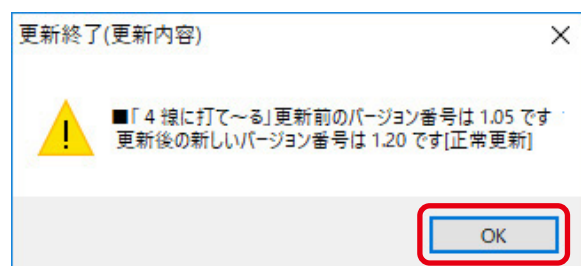 更新終了(更新内容)
■「4線に打て～る」更新前のバージョン番号は 1.05 です
更新後の新しいバージョン番号は 1.20 です[正常更新]
OK